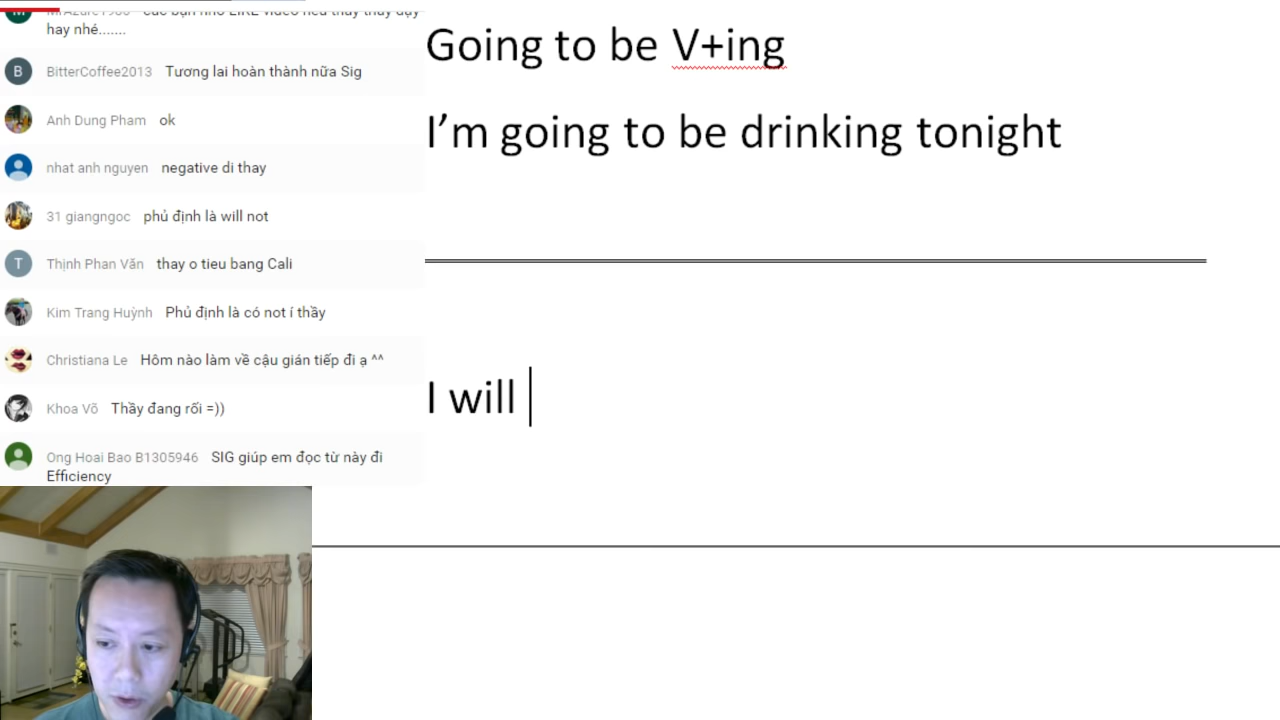 hay nhé.......
BitterCoffee2013 Tương lai hoàn thành nữa Sig
Anh Dung Pham ok
nhat anh nguyen negative di thay
31 giangngoc phủ định là will not
Thịnh Phan Văn thay o tieu bang Cali
Kim Trang Huỳnh Phủ định là có not í thầy
Christiana Le Hôm nào làm về cậu gián tiếp đi ạ ^^
Khoa Võ Thầy đang rối =))
Ong Hoai Bao B1305946 SIG giúp em đọc từ này đi
Efficiency
Going to be V+ing
I’m going to be drinking tonight
I will